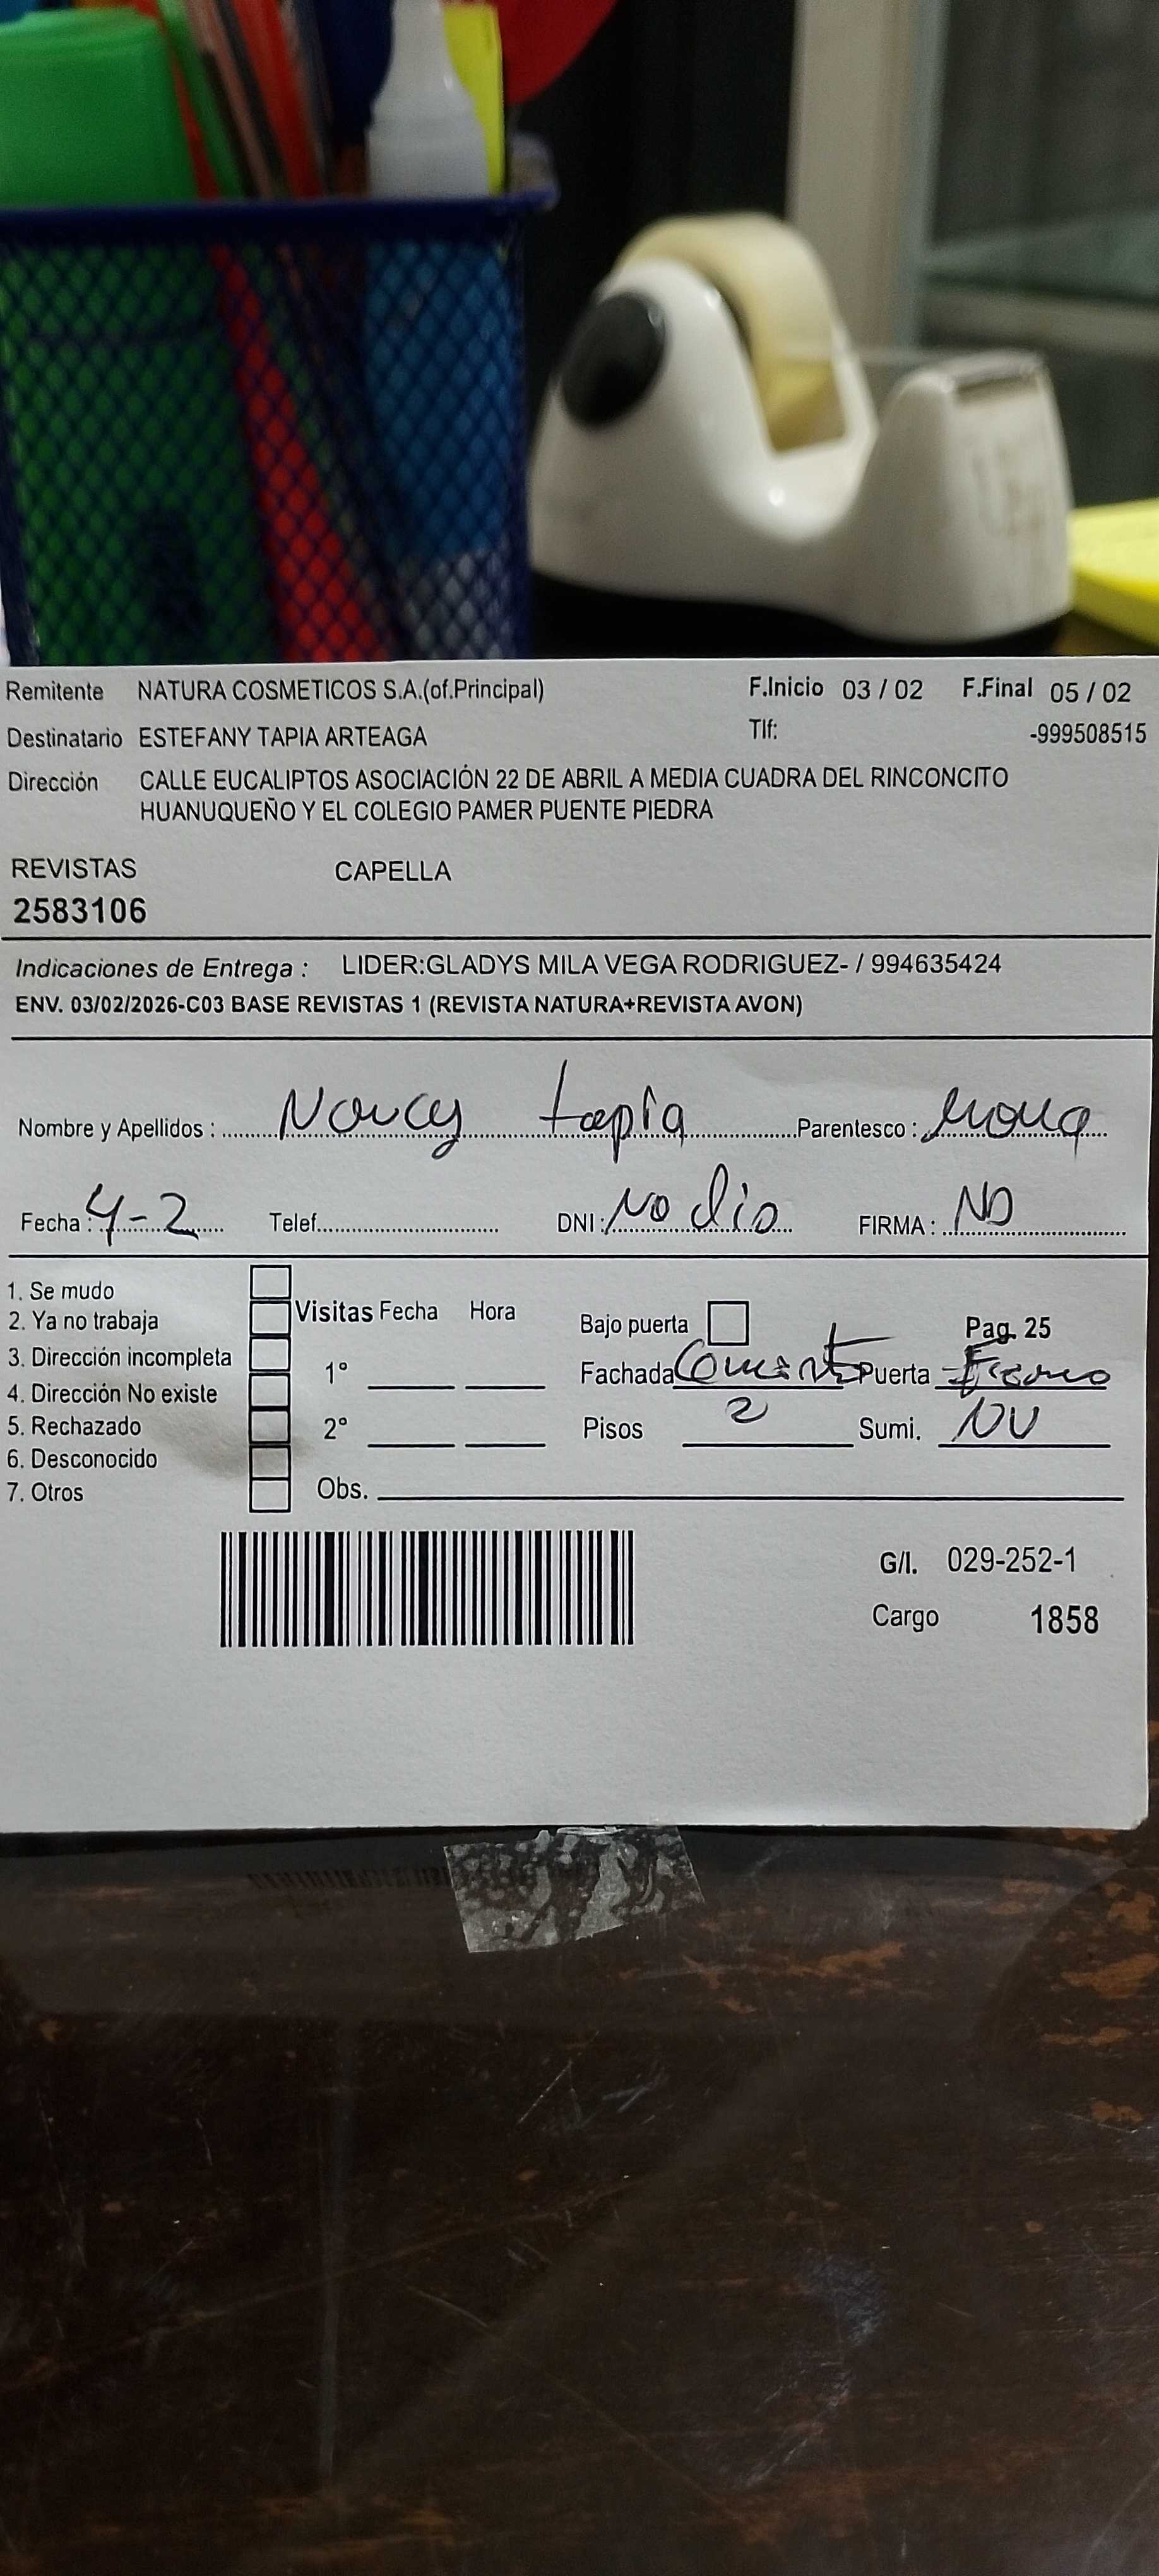 Remitente NATURA COSMETICOS S.A.(of.Principal) F.Inicio 03 / 02 F.Final 05 / 02
Destinatario ESTEFANY TAPIA ARTEAGA Tlf: -999508515
Dirección CALLE EUCALIPTOS ASOCIACIÓN 22 DE ABRIL A MEDIA CUADRA DEL RINCONCITO
HUANUQUEÑO Y EL COLEGIO PAMER PUENTE PIEDRA
REVISTAS CAPELLA
2583106
Indicaciones de Entrega : LIDER:GLADYS MILA VEGA RODRIGUEZ- / 994635424
ENV. 03/02/2026-C03 BASE REVISTAS 1 (REVISTA NATURA+REVISTA AVON)
Nombre y Apellidos : Nancy tapia Parentesco :
Fecha : 4-2 Telef. DNI : No dio FIRMA : NO
1. Se mudo
2. Ya no trabaja Visitas Fecha Hora Bajo puerta Pag. 25
3. Dirección incompleta 1° Fachada Puerta
4. Dirección No existe
5. Rechazado 2° Pisos 2 Sumi.
6. Desconocido
7. Otros Obs.
G/I. 029-252-1
Cargo 1858